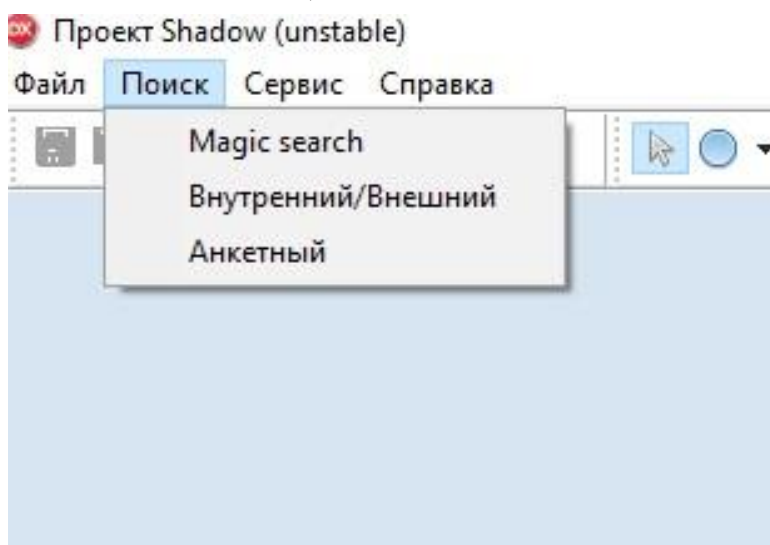 Проект Shadow (unstable)
Файл Поиск Сервис Справка
Magic search
Внутренний/Внешний
Анкетный